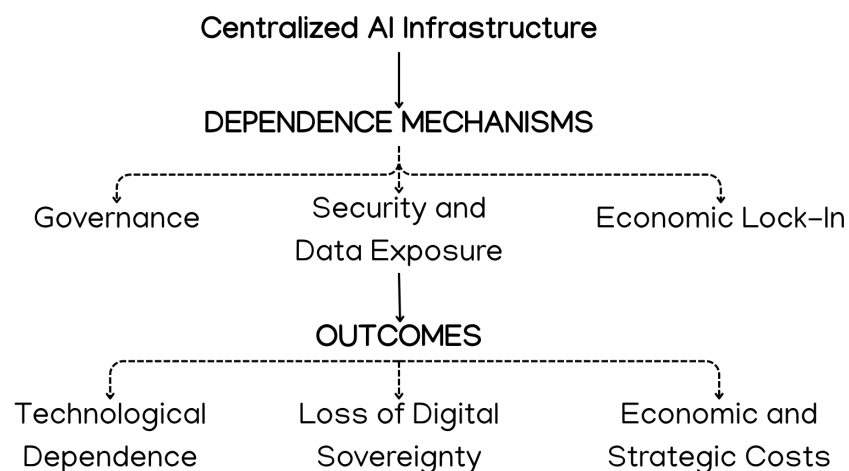 Centralized AI Infrastructure
DEPENDENCE MECHANISMS
Governance
Security and
Data Exposure
Economic Lock-In
OUTCOMES
Technological
Dependence
Loss of Digital
Sovereignty
Economic and
Strategic Costs